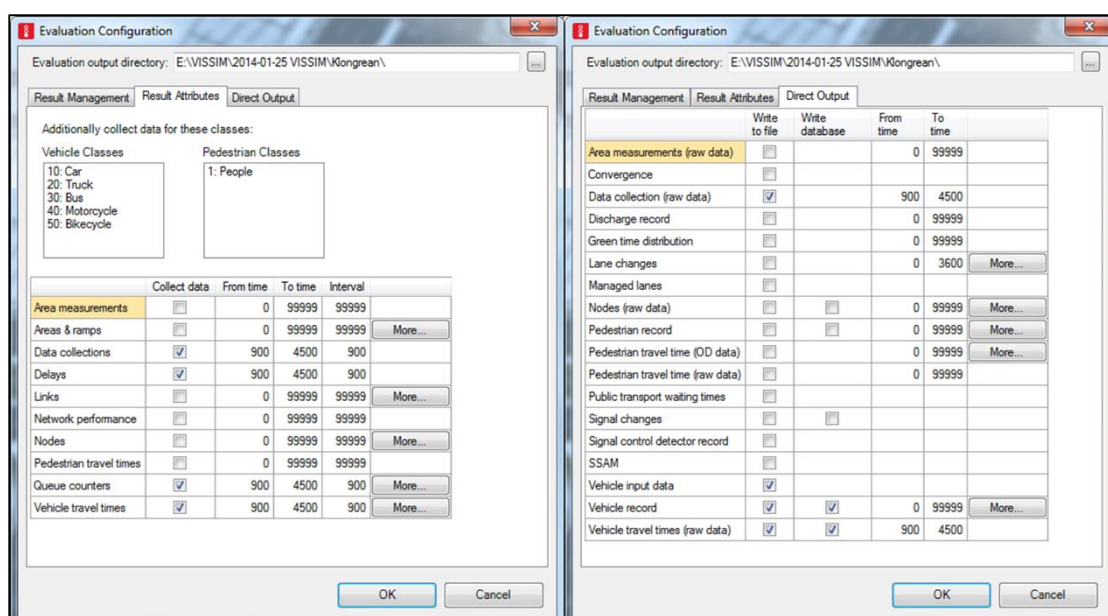 Evaluation Configuration
Evaluation output directory: E:\VISSIM\2014-01-25 VISSIM\Klongrean\ ...
Result Management Result Attributes Direct Output
Additionally collect data for these classes:
Vehicle Classes Pedestrian Classes
10: Car 1: People
20: Truck
30: Bus
40: Motorcycle
50: Bikecycle
Collect data From time To time Interval
Area measurements 0 99999 99999
Areas & ramps 0 99999 99999 More...
Data collections 900 4500 900
Delays 900 4500 900
Links 0 99999 99999 More...
Network performance 0 99999 99999
Nodes 0 99999 99999 More...
Pedestrian travel times 0 99999 99999
Queue counters 900 4500 900 More...
Vehicle travel times 900 4500 900 More...
OK Cancel
Evaluation Configuration
Evaluation output directory: E:\VISSIM\2014-01-25 VISSIM\Klongrean\ ...
Result Management Result Attributes Direct Output
Write to file Write database From time To time
Area measurements (raw data) 0 99999
Convergence
Data collection (raw data) 900 4500
Discharge record 0 99999
Green time distribution 0 99999
Lane changes 0 3600 More...
Managed lanes
Nodes (raw data) 0 99999 More...
Pedestrian record 0 99999 More...
Pedestrian travel time (OD data) 0 99999 More...
Pedestrian travel time (raw data) 0 99999
Public transport waiting times
Signal changes
Signal control detector record
SSAM
Vehicle input data
Vehicle record 0 99999 More...
Vehicle travel times (raw data) 900 4500
OK Cancel